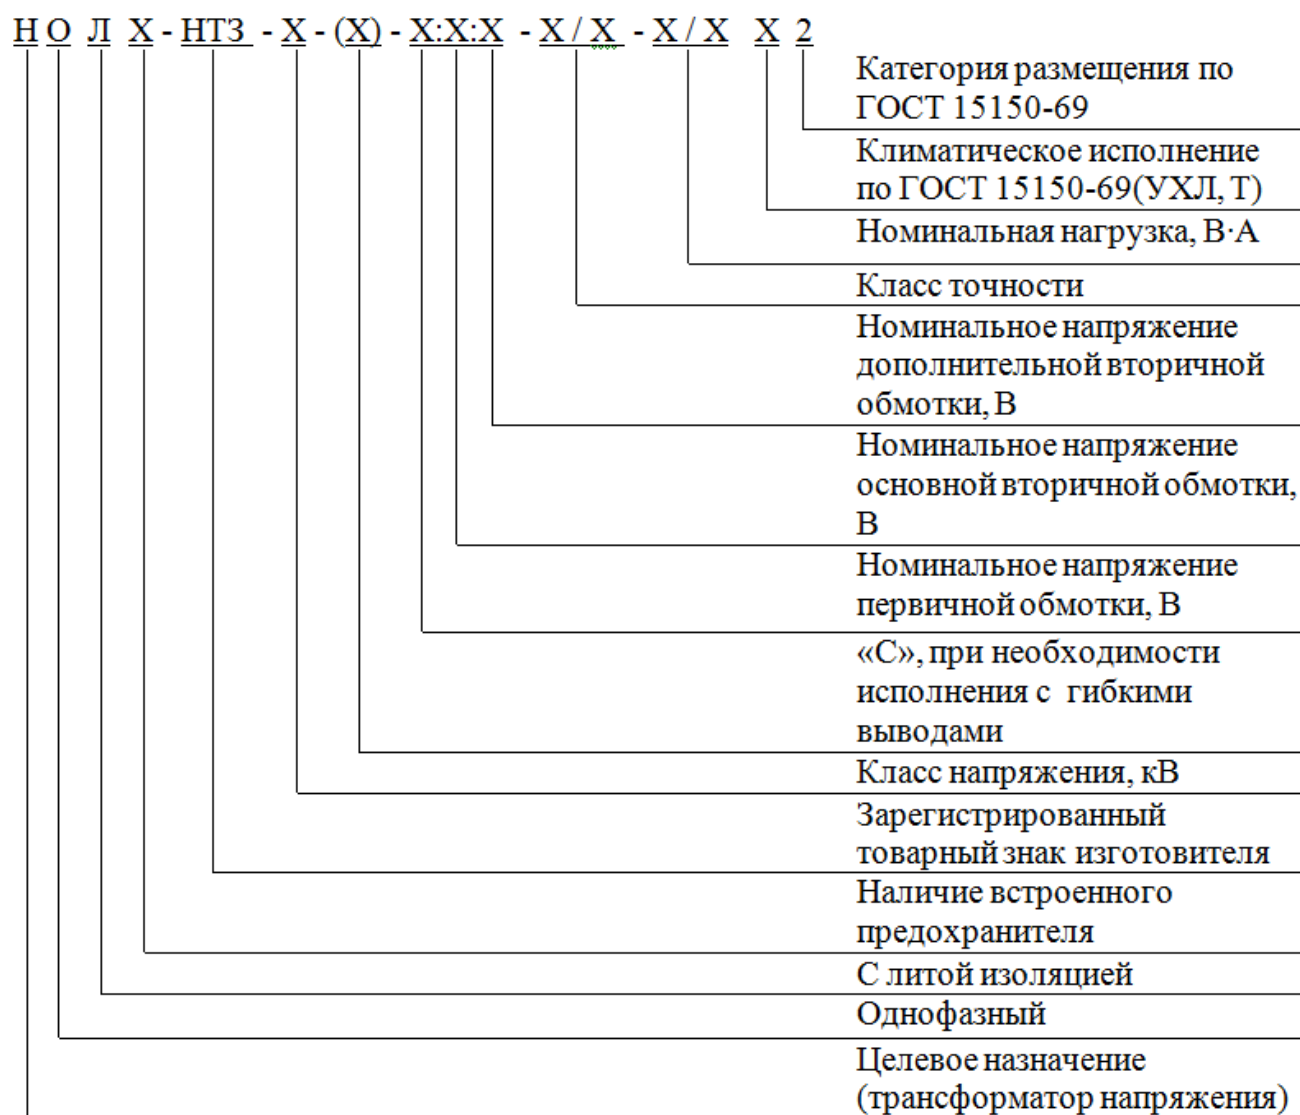 Н О Л Х - НТЗ - Х - (Х) - Х:Х:Х - Х / Х - Х / Х Х 2
Категория размещения по
ГОСТ 15150-69
Климатическое исполнение
по ГОСТ 15150-69(УХЛ, Т)
Номинальная нагрузка, В·А
Класс точности
Номинальное напряжение
дополнительной вторичной
обмотки, В
Номинальное напряжение
основной вторичной обмотки,
В
Номинальное напряжение
первичной обмотки, В
«С», при необходимости
исполнения с гибкими
выводами
Класс напряжения, кВ
Зарегистрированный
товарный знак изготовителя
Наличие встроенного
предохранителя
С литой изоляцией
Однофазный
Целевое назначение
(трансформатор напряжения)